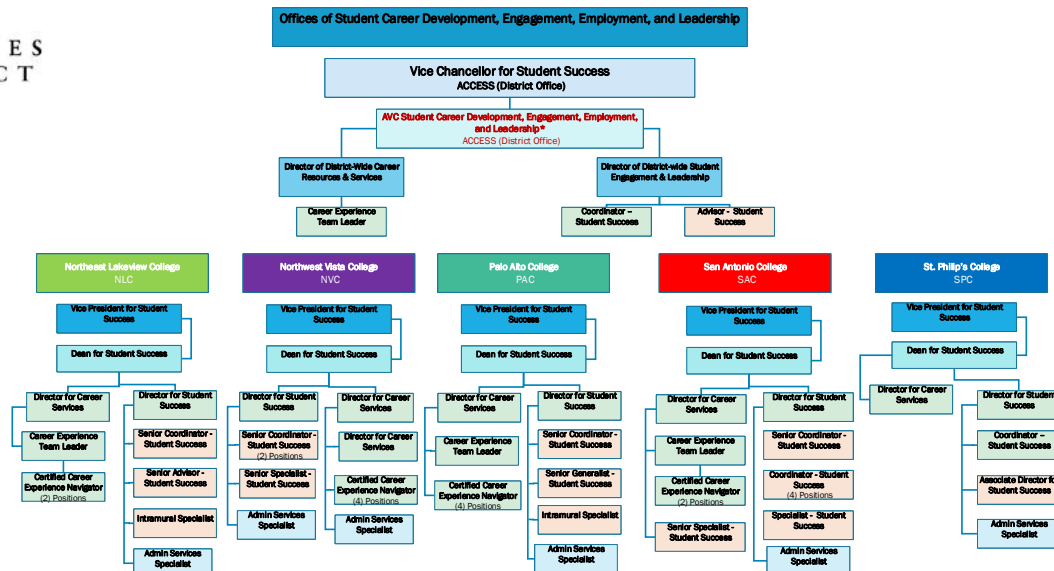 Offices of Student Career Development, Engagement, Employment, and Leadership
E S
C T
Vice Chancellor for Student Success
ACCESS (District Office)
AVC Student Career Development, Engagement, Employment,
and Leadership*
ACCESS (District Office)
Director of District-Wide Career
Resources & Services
Director of District-wide Student
Engagement & Leadership
Career Experience
Team Leader
Coordinator –
Student Success
Advisor - Student
Success
Northeast Lakeview College
NLC
Northwest Vista College
NVC
Palo Alto College
PAC
San Antonio College
SAC
St. Philip's College
SPC
Vice President for Student
Success
Dean for Student Success
Director for Career
Services
Career Experience
Team Leader
Certified Career
Experience Navigator
(2) Positions
Director for Student
Success
Senior Coordinator -
Student Success
Senior Advisor -
Student Success
Intramural Specialist
Admin Services
Specialist
Vice President for Student
Success
Dean for Student Success
Director for Student
Success
Senior Coordinator -
Student Success
(2) Positions
Senior Specialist -
Student Success
Admin Services
Specialist
Director for Career
Services
Director for Career
Services
Certified Career
Experience Navigator
(4) Positions
Admin Services
Specialist
Vice President for Student
Success
Dean for Student Success
Director for Career
Services
Career Experience
Team Leader
Certified Career
Experience Navigator
(4) Positions
Director for Student
Success
Senior Coordinator -
Student Success
Senior Generalist -
Student Success
Intramural Specialist
Admin Services
Specialist
Vice President for Student
Success
Dean for Student Success
Director for Career
Services
Career Experience
Team Leader
Certified Career
Experience Navigator
(2) Positions
Senior Specialist -
Student Success
Director for Student
Success
Senior Coordinator -
Student Success
Coordinator - Student
Success
(4) Positions
Specialist - Student
Success
Admin Services
Specialist
Vice President for Student
Success
Dean for Student Success
Director for Career
Services
Director for Student
Success
Coordinator –
Student Success
Associate Director for
Student Success
Admin Services
Specialist